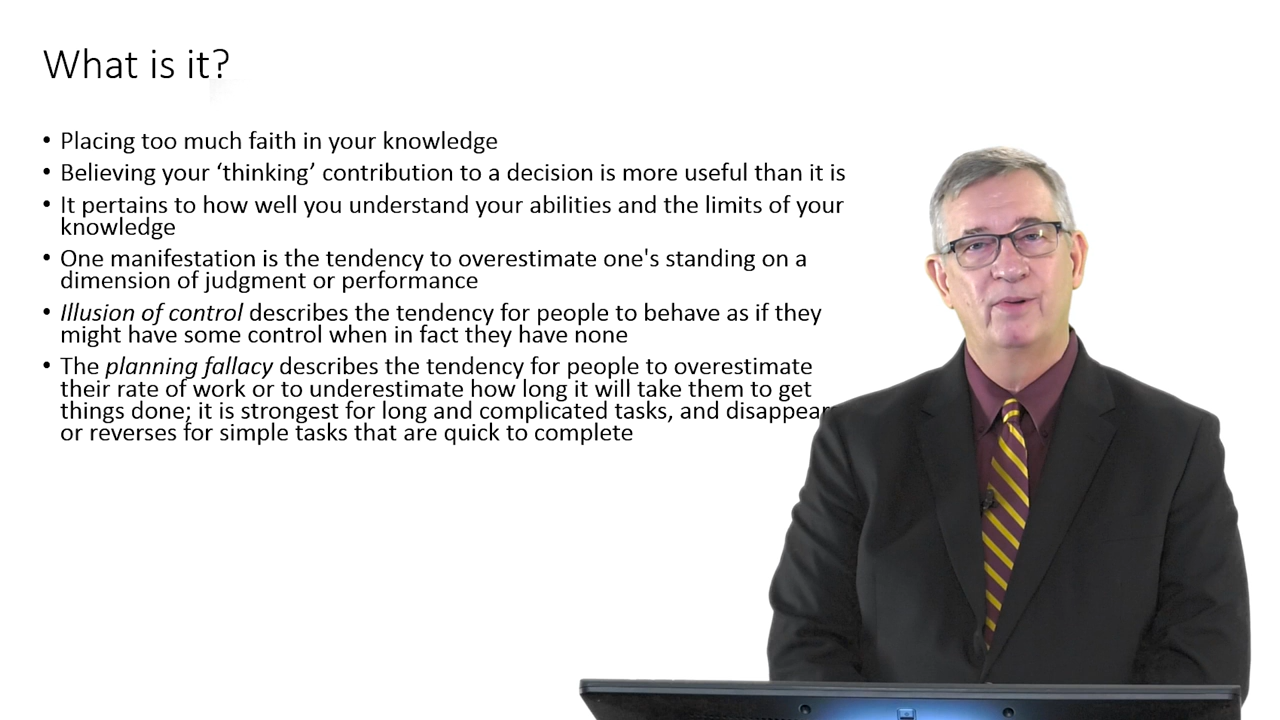 What is it?
• Placing too much faith in your knowledge
• Believing your ‘thinking’ contribution to a decision is more useful than it is
• It pertains to how well you understand your abilities and the limits of your
knowledge
• One manifestation is the tendency to overestimate one's standing on a
dimension of judgment or performance
• Illusion of control describes the tendency for people to behave as if they
might have some control when in fact they have none
• The planning fallacy describes the tendency for people to overestimate
their rate of work or to underestimate how long it will take them to get
things done; it is strongest for long and complicated tasks, and disappear
or reverses for simple tasks that are quick to complete